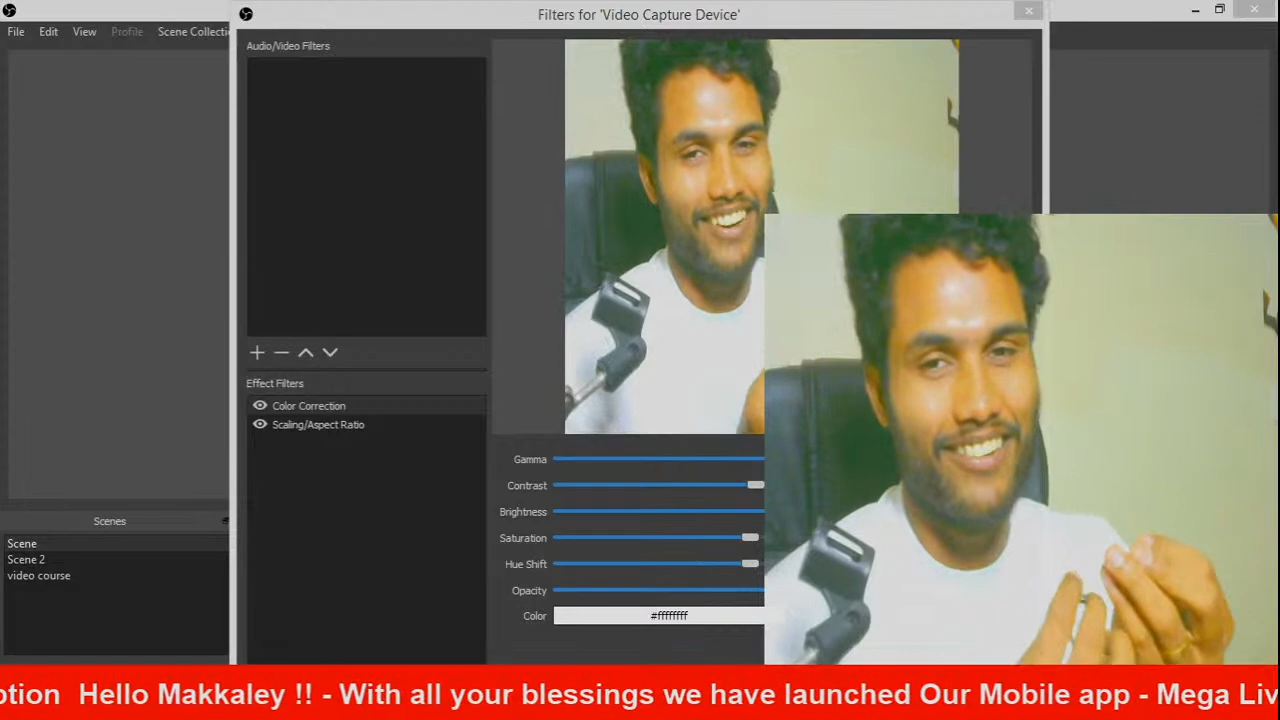 Filters for 'Video Capture Device'
File Edit View Profile Scene Collecti
Audio/Video Filters
Effect Filters
Color Correction
Scaling/Aspect Ratio
Gamma
Contrast
Brightness
Saturation
Hue Shift
Opacity
Color #ffffffff
Scenes
Scene
Scene 2
video course
ption Hello Makkaley !! - With all your blessings we have launched Our Mobile app - Mega Liv